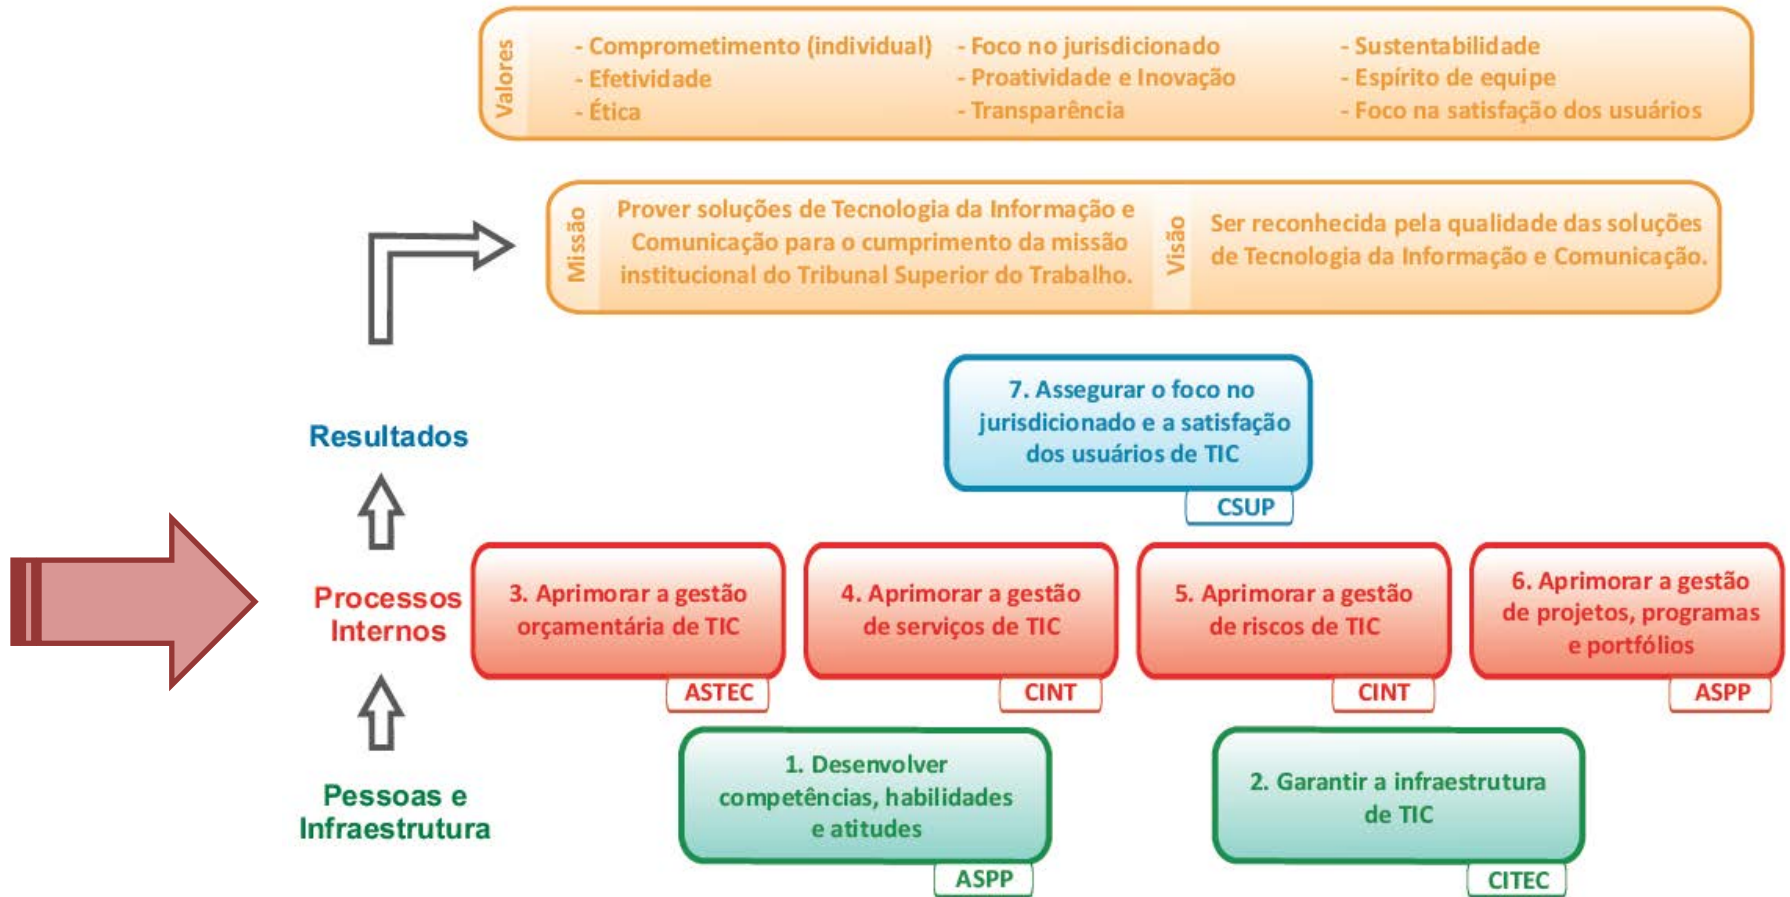 Valores
- Comprometimento (individual)
- Efetividade
- Ética
- Foco no jurisdicionado
- Proatividade e Inovação
- Transparência
- Sustentabilidade
- Espírito de equipe
- Foco na satisfação dos usuários
Missão
Prover soluções de Tecnologia da Informação e
Comunicação para o cumprimento da missão
institucional do Tribunal Superior do Trabalho.
Visão
Ser reconhecida pela qualidade das soluções
de Tecnologia da Informação e Comunicação.
Resultados
7. Assegurar o foco no
jurisdicionado e a satisfação
dos usuários de TIC
CSUP
Processos
Internos
3. Aprimorar a gestão
orçamentária de TIC
ASTEC
4. Aprimorar a gestão
de serviços de TIC
CINT
5. Aprimorar a gestão
de riscos de TIC
CINT
6. Aprimorar a gestão
de projetos, programas
e portfólios
ASPP
Pessoas e
Infraestrutura
1. Desenvolver
competências, habilidades
e atitudes
ASPP
2. Garantir a infraestrutura
de TIC
CITEC